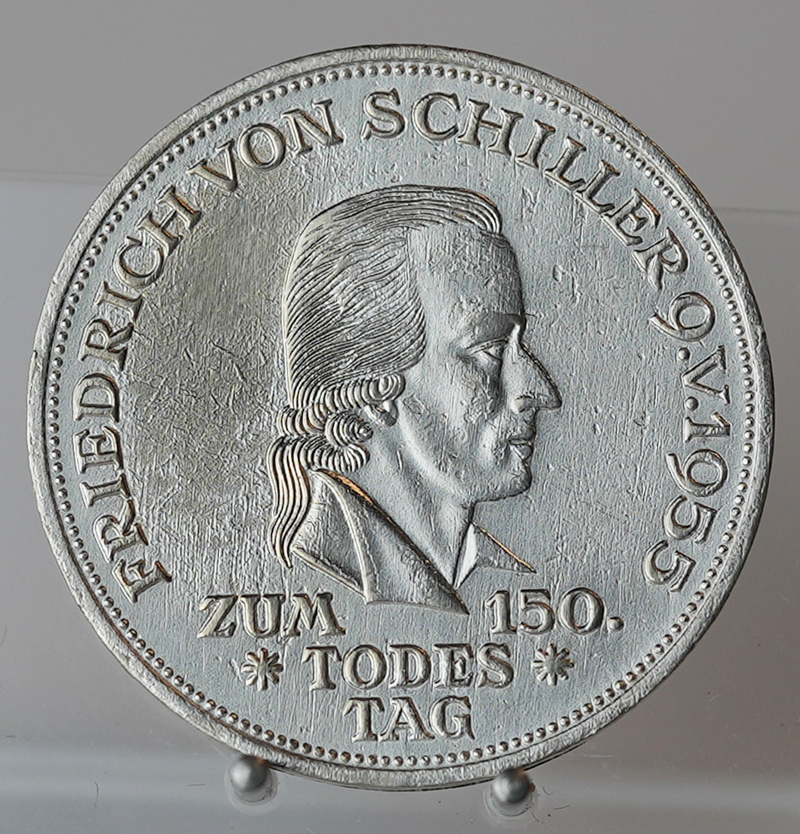 FRIEDRICH VON SCHILLER 9.V.1955
ZUM 150.
* TODES *
TAG